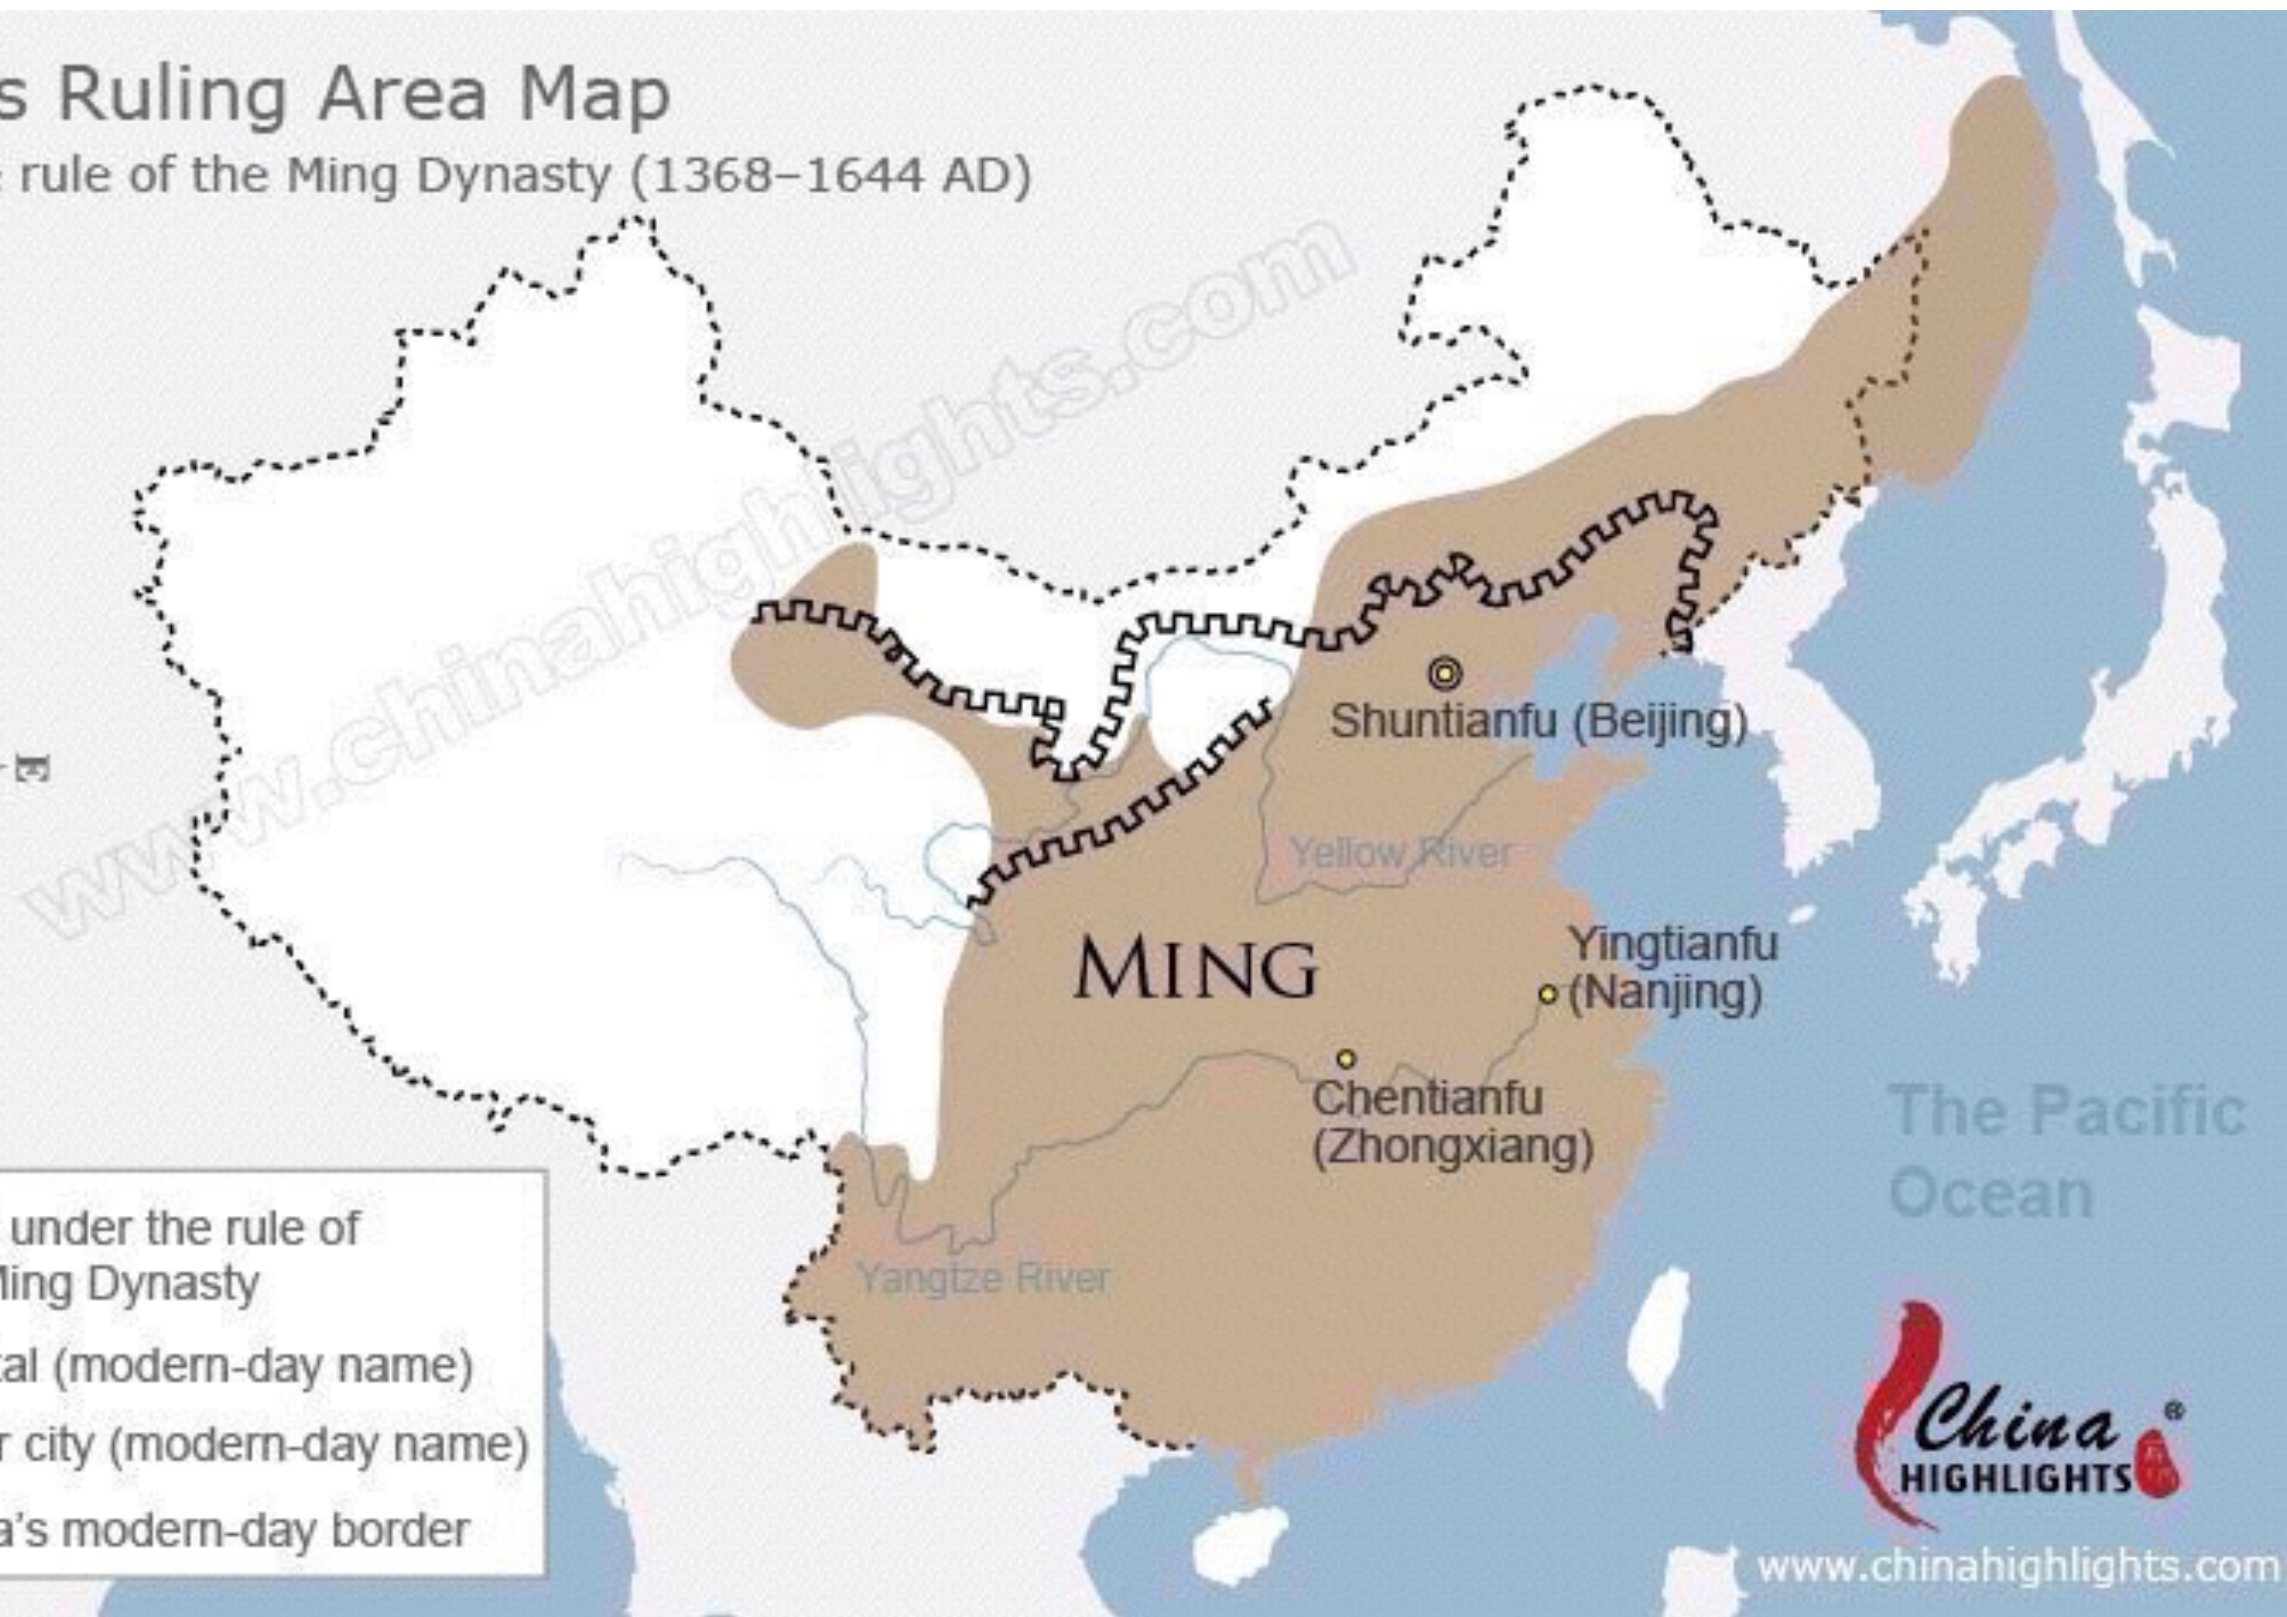 s Ruling Area Map
rule of the Ming Dynasty (1368–1644 AD)
www.chinahighlights.com
E
Shuntianfu (Beijing)
Yellow River
MING
Yingtianfu
(Nanjing)
Chentianfu
(Zhongxiang)
The Pacific
Ocean
Yangtze River
under the rule of
Ming Dynasty
tal (modern-day name)
r city (modern-day name)
a's modern-day border
China ®
HIGHLIGHTS
www.chinahighlights.com